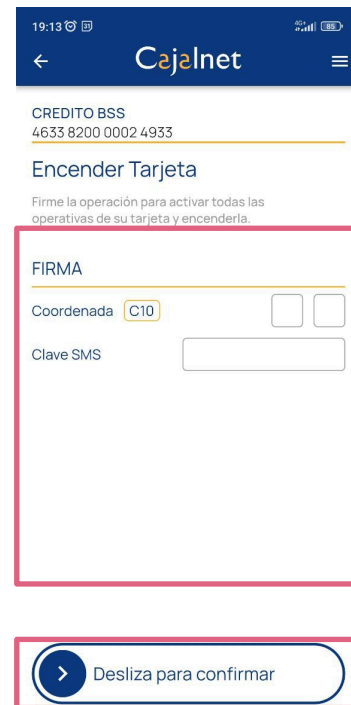 19:13 31 4G+ 85
Cajalnet
CREDITO BSS
4633 8200 0002 4933
Encender Tarjeta
Firme la operación para activar todas las
operativas de su tarjeta y encenderla.
FIRMA
Coordenada C10
Clave SMS
Desliza para confirmar